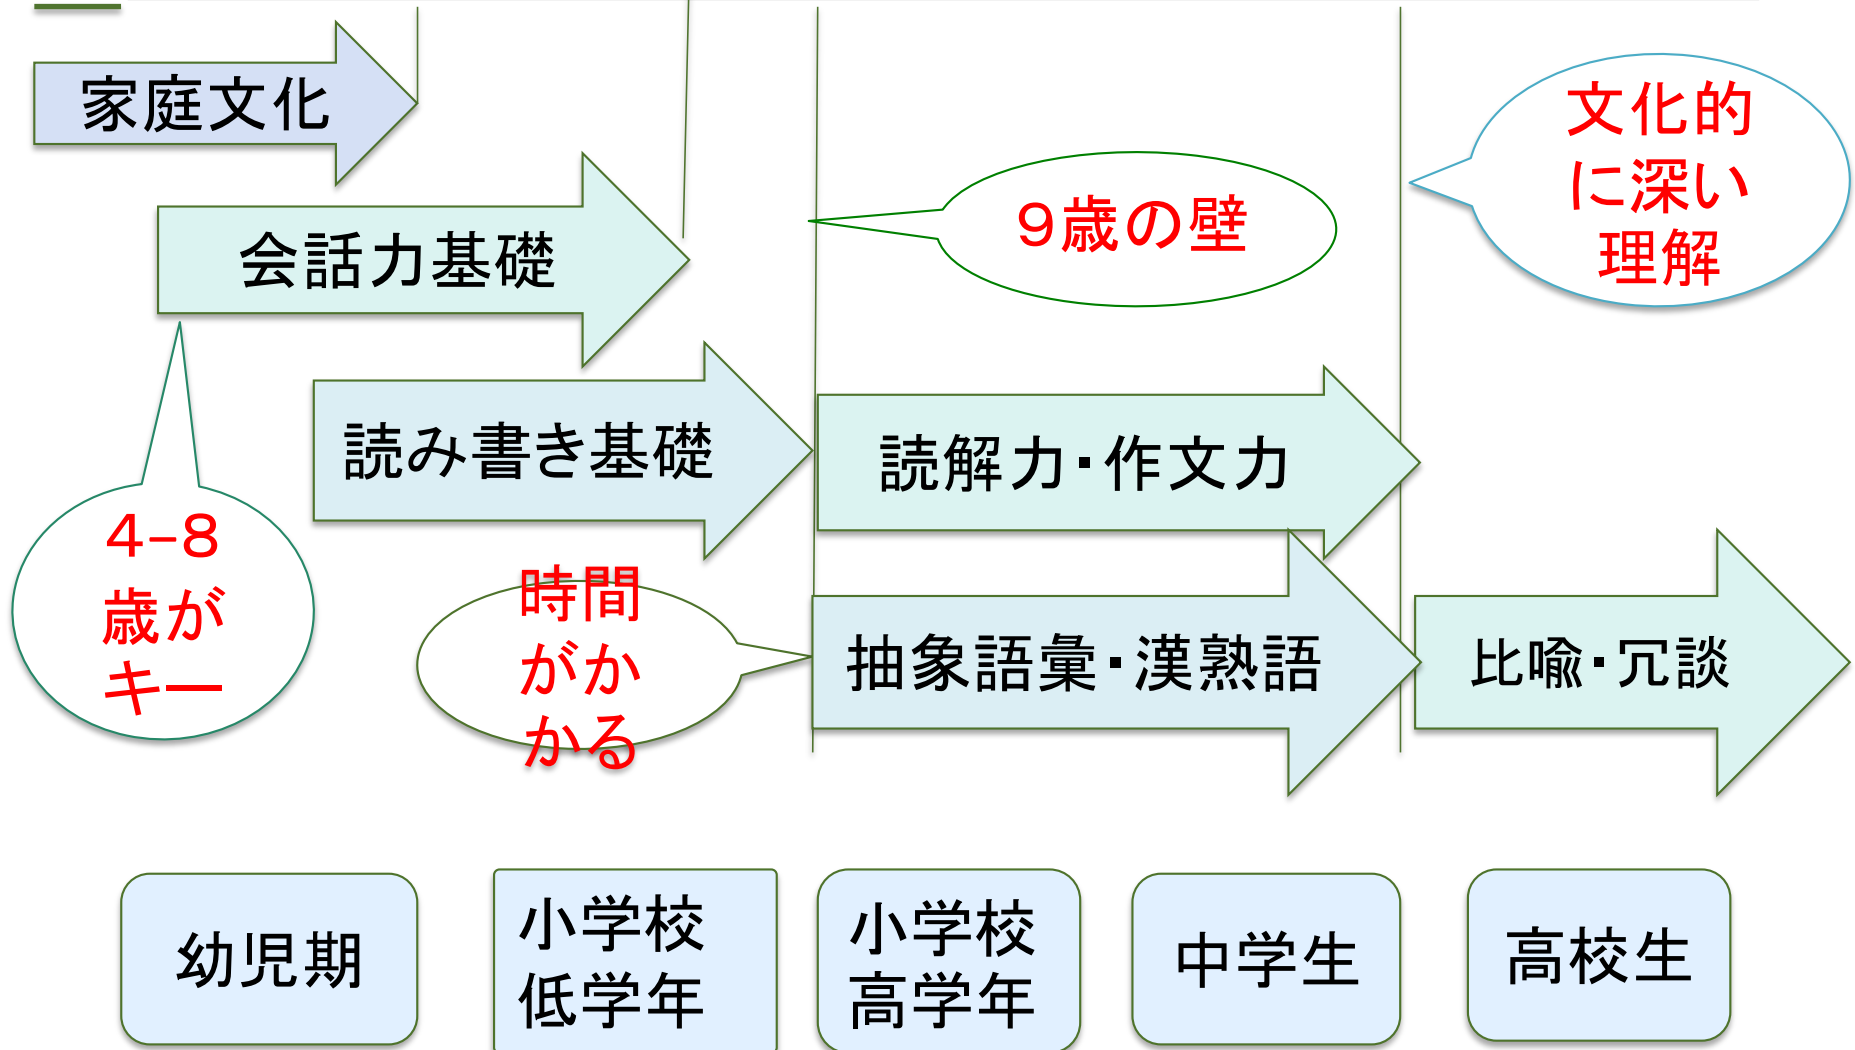 家庭文化
文化的
に深い
理解
９歳の壁
会話力基礎
読み書き基礎
読解力・作文力
４−８
歳が
キー
時間
がか
かる
抽象語彙・漢熟語
比喩・冗談
幼児期
小学校
低学年
小学校
高学年
中学生
高校生